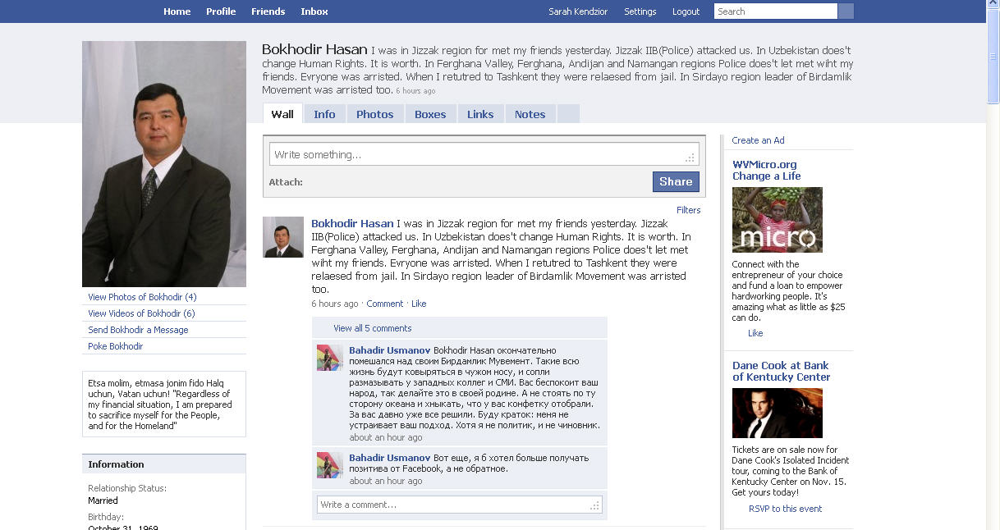 Home Profile Friends Inbox
Sarah Kendzior Settings Logout Search
Bokhodir Hasan I was in Jizzak region for met my friends yesterday. Jizzak IIB(Police) attacked us. In Uzbekistan does't
change Human Rights. It is worth. In Ferghana Valley, Ferghana, Andijan and Namangan regions Police does't let met wiht my
friends. Evryone was arristed. When I retutred to Tashkent they were relaesed from jail. In Sirdayo region leader of Birdamlik
Movement was arristed too. 6 hours ago
Wall Info Photos Boxes Links Notes
Write something...
Attach:
Share
Filters
Bokhodir Hasan I was in Jizzak region for met my friends yesterday. Jizzak
IIB(Police) attacked us. In Uzbekistan does't change Human Rights. It is worth. In
Ferghana Valley, Ferghana, Andijan and Namangan regions Police does't let met
wiht my friends. Evryone was arristed. When I retutred to Tashkent they were
relaesed from jail. In Sirdayo region leader of Birdamlik Movement was arristed
too.
6 hours ago · Comment · Like
View all 5 comments
Bahadir Usmanov Bokhodir Hasan окончательно
помешался над своим Бирдамлик Мувемент. Такие всю
жизнь будут ковыряться в чужом носу, и сопли
размазывать у западных коллег и СМИ. Вас беспокоит ваш
народ, так делайте это в своей родине. А не стоять по ту
сторону океана и хныкать, что у вас конфетку отобрали.
За вас давно уже все решили. Буду краток: меня не
устраивает ваш подход. Хотя я не политик, и не чиновник.
about an hour ago
Bahadir Usmanov Вот еще, я б хотел больше получать
позитива от Facebook, а не обратное.
about an hour ago
Write a comment...
View Photos of Bokhodir (4)
View Videos of Bokhodir (6)
Send Bokhodir a Message
Poke Bokhodir
Etsa molim, etmasa jonim fido Halq
uchun, Vatan uchun! "Regardless of
my financial situation, I am prepared
to sacrifice myself for the People,
and for the Homeland"
Information
Relationship Status:
Married
Birthday:
October 31, 1969
Create an Ad
WVMicro.org
Change a Life
micro
Connect with the
entrepreneur of your choice
and fund a loan to empower
hardworking people. It's
amazing what as little as $25
can do.
Like
Dane Cook at Bank
of Kentucky Center
Tickets are on sale now for
Dane Cook's Isolated Incident
tour, coming to the Bank of
Kentucky Center on Nov. 15.
Get yours today!
RSVP to this event